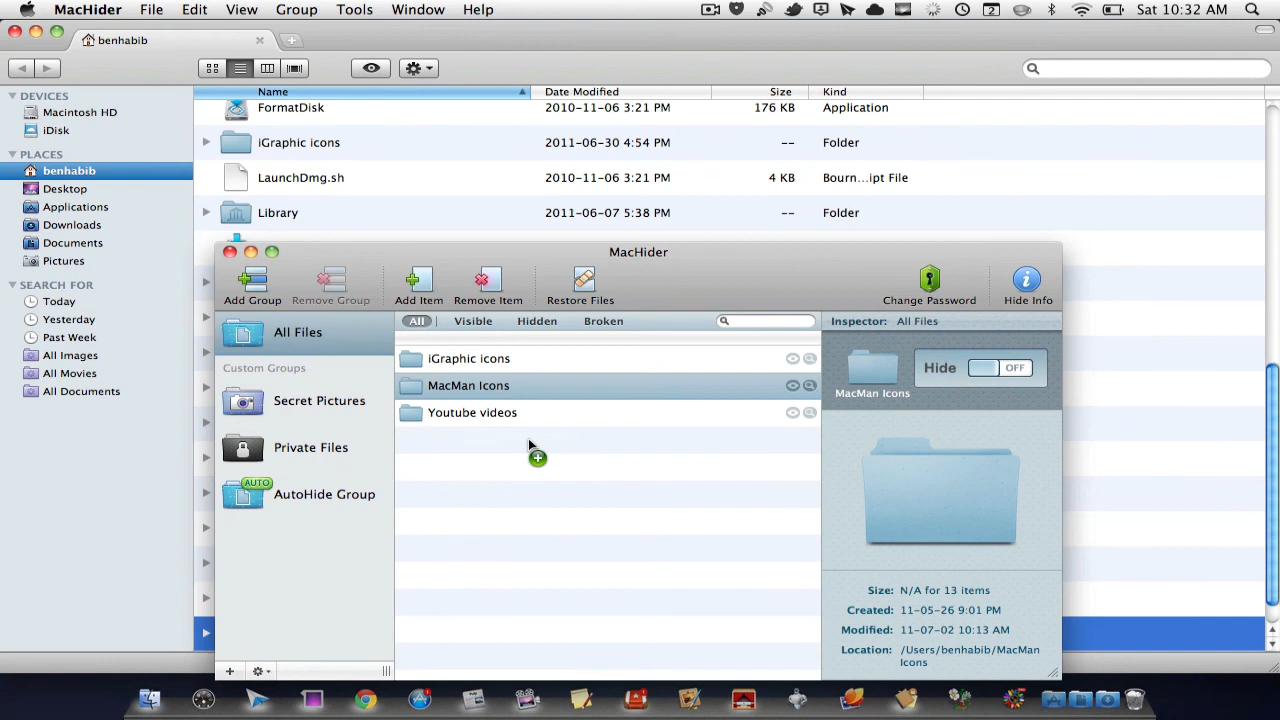 MacHider File Edit View Group Tools Window Help
2
Sat 10:32 AM
benhabib
Name Date Modified Size Kind
DEVICES
Macintosh HD
iDisk
PLACES
benhabib
Desktop
Applications
Downloads
Documents
Pictures
SEARCH FOR
Today
Yesterday
Past Week
All Images
All Movies
All Documents
FormatDisk 2010-11-06 3:21 PM 176 KB Application
iGraphic icons 2011-06-30 4:54 PM -- Folder
LaunchDmg.sh 2010-11-06 3:21 PM 4 KB Bourn...ipt File
Library 2011-06-07 5:38 PM -- Folder
MacHider
Add Group Remove Group Add Item Remove Item Restore Files Change Password Hide Info
All Files
Custom Groups
Secret Pictures
Private Files
AUTO
AutoHide Group
All Visible Hidden Broken
iGraphic icons
MacMan Icons
Youtube videos
Inspector: All Files
Hide OFF
MacMan Icons
Size: N/A for 13 items
Created: 11-05-26 9:01 PM
Modified: 11-07-02 10:13 AM
Location: /Users/benhabib/MacMan
Icons